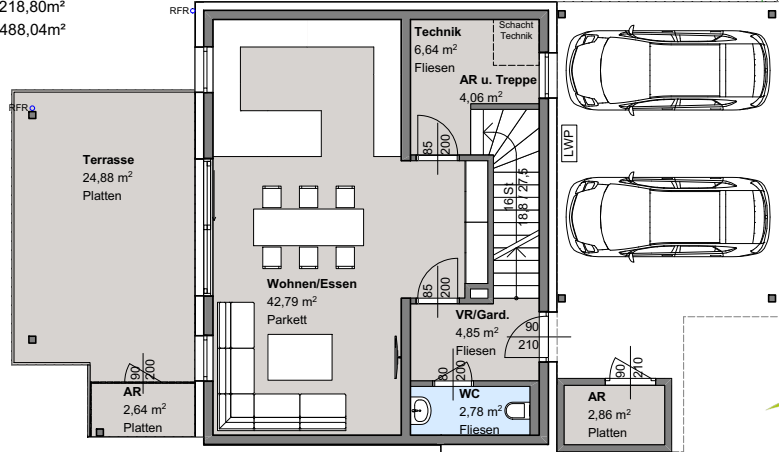 218,80m²
488,04m²
RFR
RFR
Technik
6,64 m²
Fliesen
Schacht
Technik
AR u. Treppe
4,06 m²
85
200
LWP
16 St
18,8 / 27,5
Terrasse
24,88 m²
Platten
Wohnen/Essen
42,79 m²
Parkett
85
200
VR/Gard.
4,85 m²
Fliesen
90
210
80
200
WC
2,78 m²
Fliesen
90
200
AR
2,64 m²
Platten
90
210
AR
2,86 m²
Platten